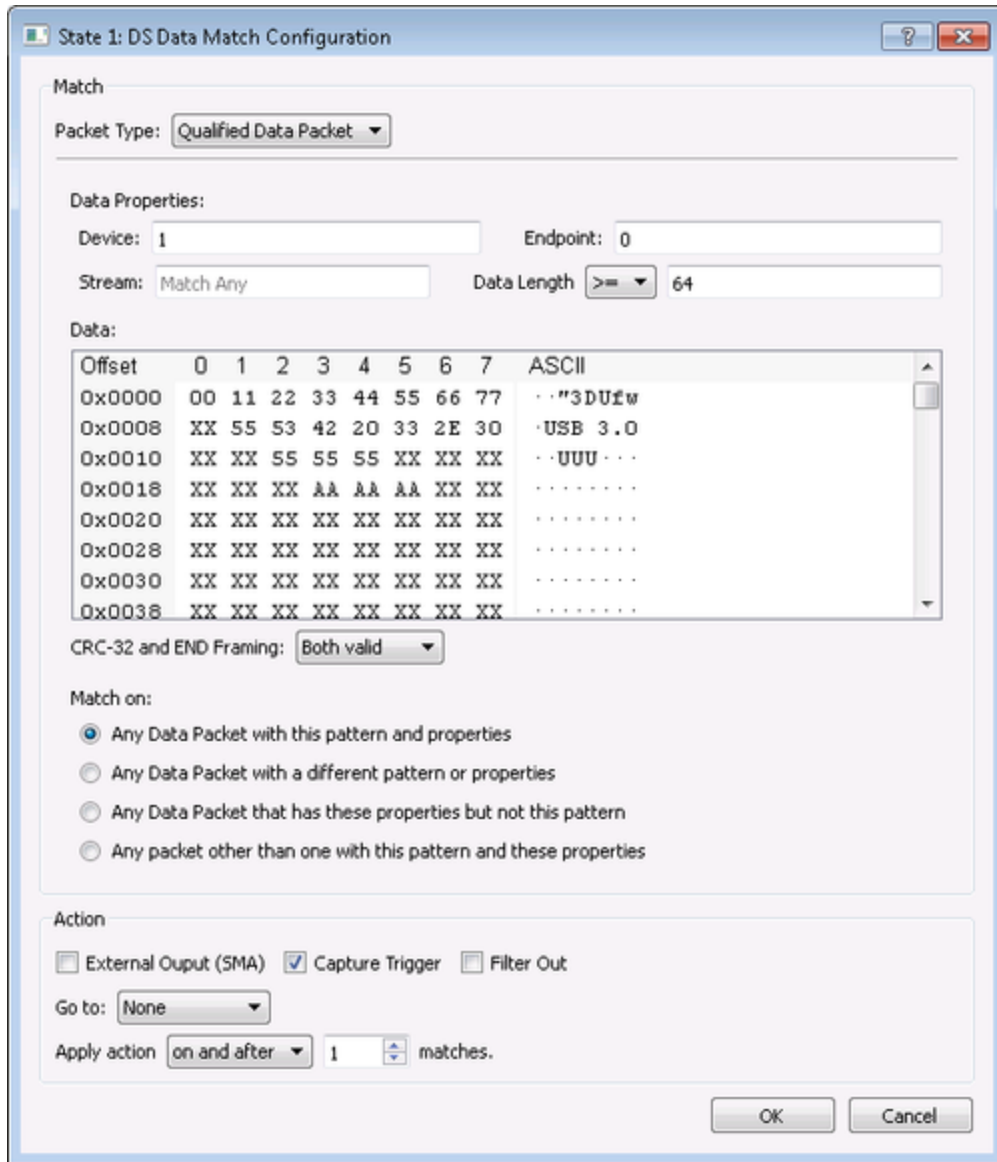 State 1: DS Data Match Configuration
Match
Packet Type: Qualified Data Packet
Data Properties:
Device: 1 Endpoint: 0
Stream: Match Any Data Length >= 64
Data:
Offset 0 1 2 3 4 5 6 7 ASCII
0x0000 00 11 22 33 44 55 66 77 ··"3DUfw
0x0008 XX 55 53 42 20 33 2E 30 ·USB 3.0
0x0010 XX XX 55 55 55 XX XX XX ··UUU···
0x0018 XX XX XX AA AA AA XX XX ········
0x0020 XX XX XX XX XX XX XX XX ········
0x0028 XX XX XX XX XX XX XX XX ········
0x0030 XX XX XX XX XX XX XX XX ········
0x0038 XX XX XX XX XX XX XX XX ········
CRC-32 and END Framing: Both valid
Match on:
Any Data Packet with this pattern and properties
Any Data Packet with a different pattern or properties
Any Data Packet that has these properties but not this pattern
Any packet other than one with this pattern and these properties
Action
External Ouput (SMA) Capture Trigger Filter Out
Go to: None
Apply action on and after 1 matches.
OK Cancel